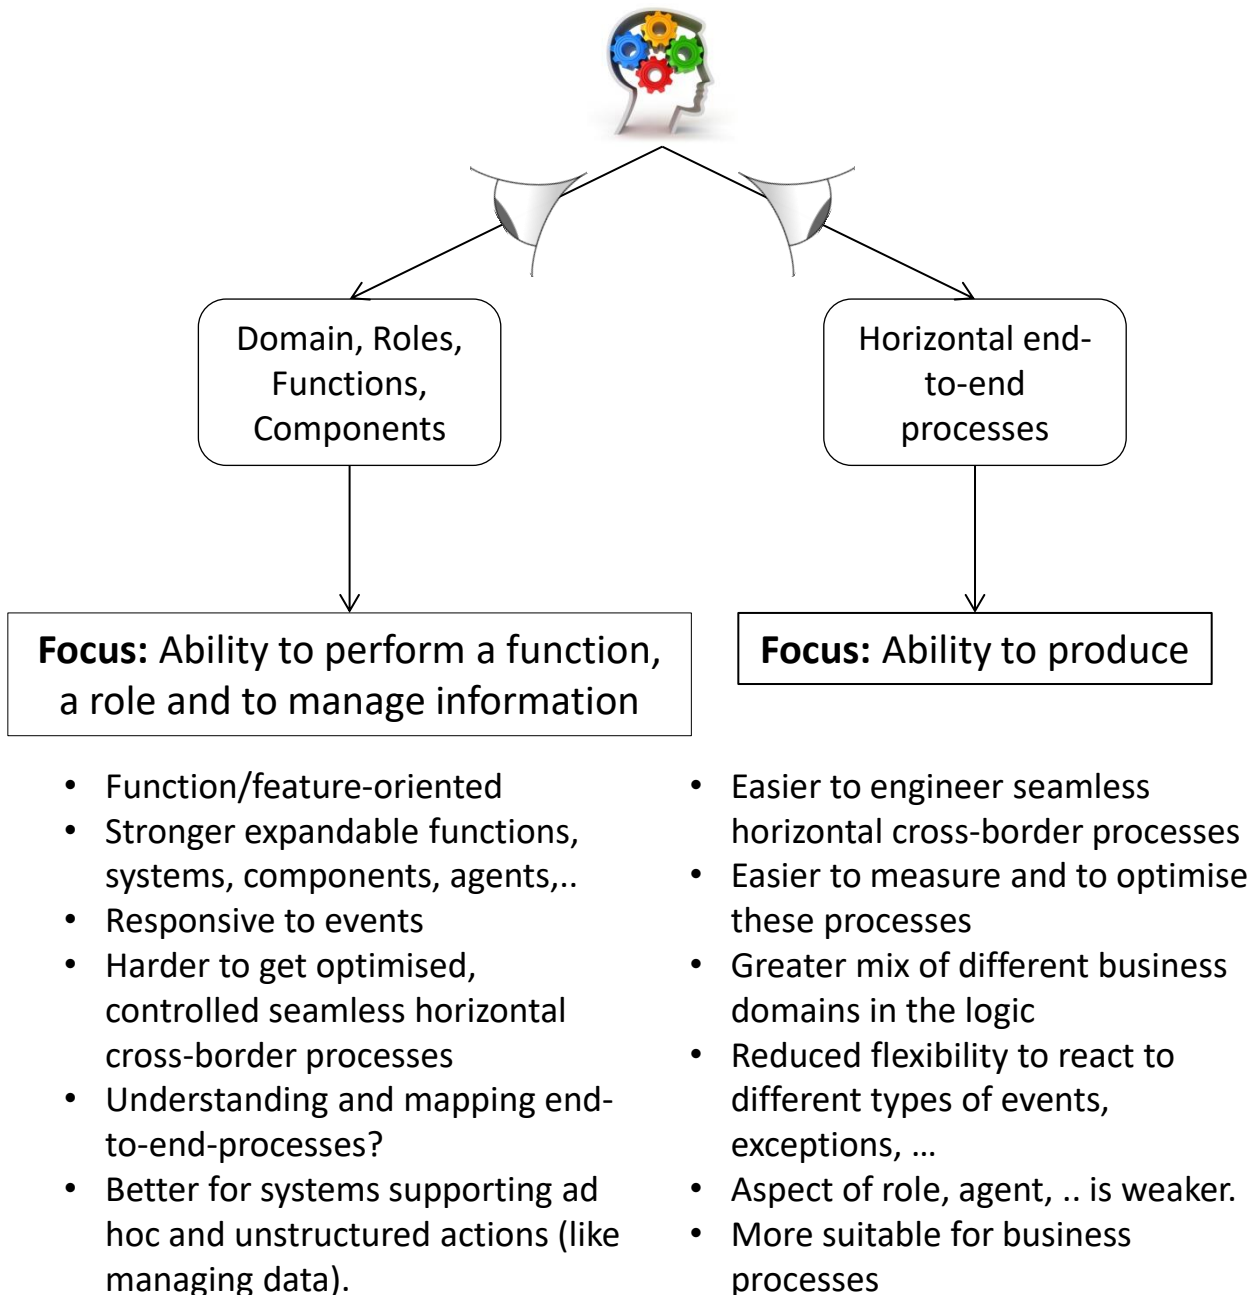 Domain, Roles,
Functions,
Components
Horizontal end-
to-end
processes
Focus: Ability to perform a function,
a role and to manage information
Focus: Ability to produce
• Function/feature-oriented
• Stronger expandable functions,
systems, components, agents,..
• Responsive to events
• Harder to get optimised,
controlled seamless horizontal
cross-border processes
• Understanding and mapping end-
to-end-processes?
• Better for systems supporting ad
hoc and unstructured actions (like
managing data).
• Easier to engineer seamless
horizontal cross-border processes
• Easier to measure and to optimise
these processes
• Greater mix of different business
domains in the logic
• Reduced flexibility to react to
different types of events,
exceptions, ...
• Aspect of role, agent, .. is weaker.
• More suitable for business
processes